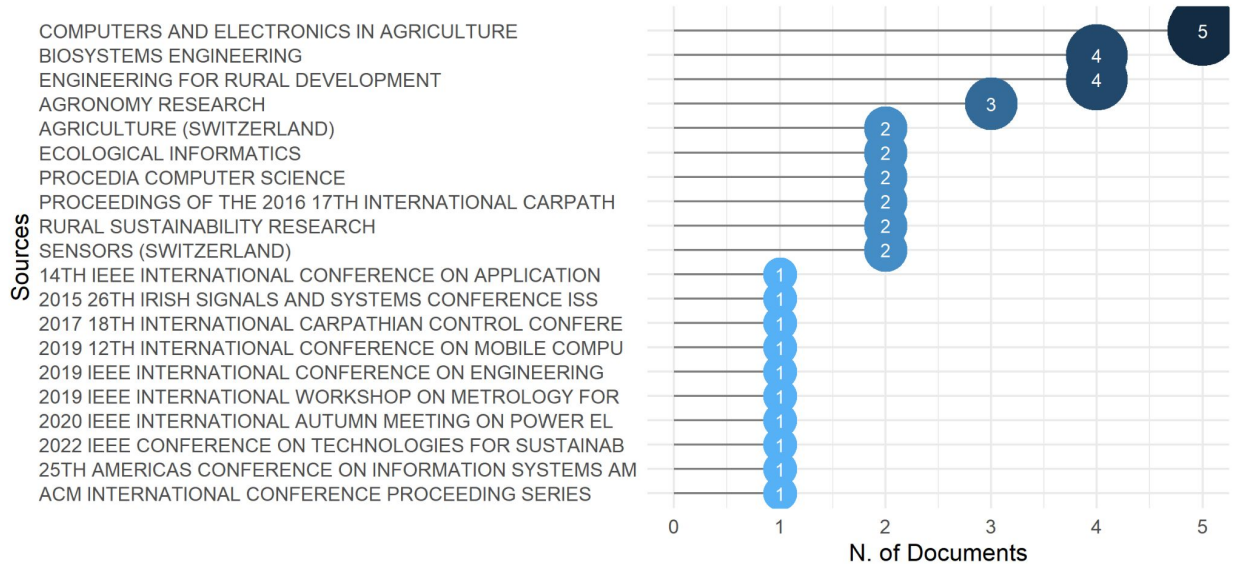 COMPUTERS AND ELECTRONICS IN AGRICULTURE 5
BIOSYSTEMS ENGINEERING 4
ENGINEERING FOR RURAL DEVELOPMENT 4
AGRONOMY RESEARCH 3
AGRICULTURE (SWITZERLAND) 2
ECOLOGICAL INFORMATICS 2
PROCEDIA COMPUTER SCIENCE 2
PROCEEDINGS OF THE 2016 17TH INTERNATIONAL CARPATH 2
RURAL SUSTAINABILITY RESEARCH 2
SENSORS (SWITZERLAND) 2
14TH IEEE INTERNATIONAL CONFERENCE ON APPLICATION 1
2015 26TH IRISH SIGNALS AND SYSTEMS CONFERENCE ISS 1
2017 18TH INTERNATIONAL CARPATHIAN CONTROL CONFERE 1
2019 12TH INTERNATIONAL CONFERENCE ON MOBILE COMPU 1
2019 IEEE INTERNATIONAL CONFERENCE ON ENGINEERING 1
2019 IEEE INTERNATIONAL WORKSHOP ON METROLOGY FOR 1
2020 IEEE INTERNATIONAL AUTUMN MEETING ON POWER EL 1
2022 IEEE CONFERENCE ON TECHNOLOGIES FOR SUSTAINAB 1
25TH AMERICAS CONFERENCE ON INFORMATION SYSTEMS AM 1
ACM INTERNATIONAL CONFERENCE PROCEEDING SERIES 1
Sources
0 1 2 3 4 5
N. of Documents